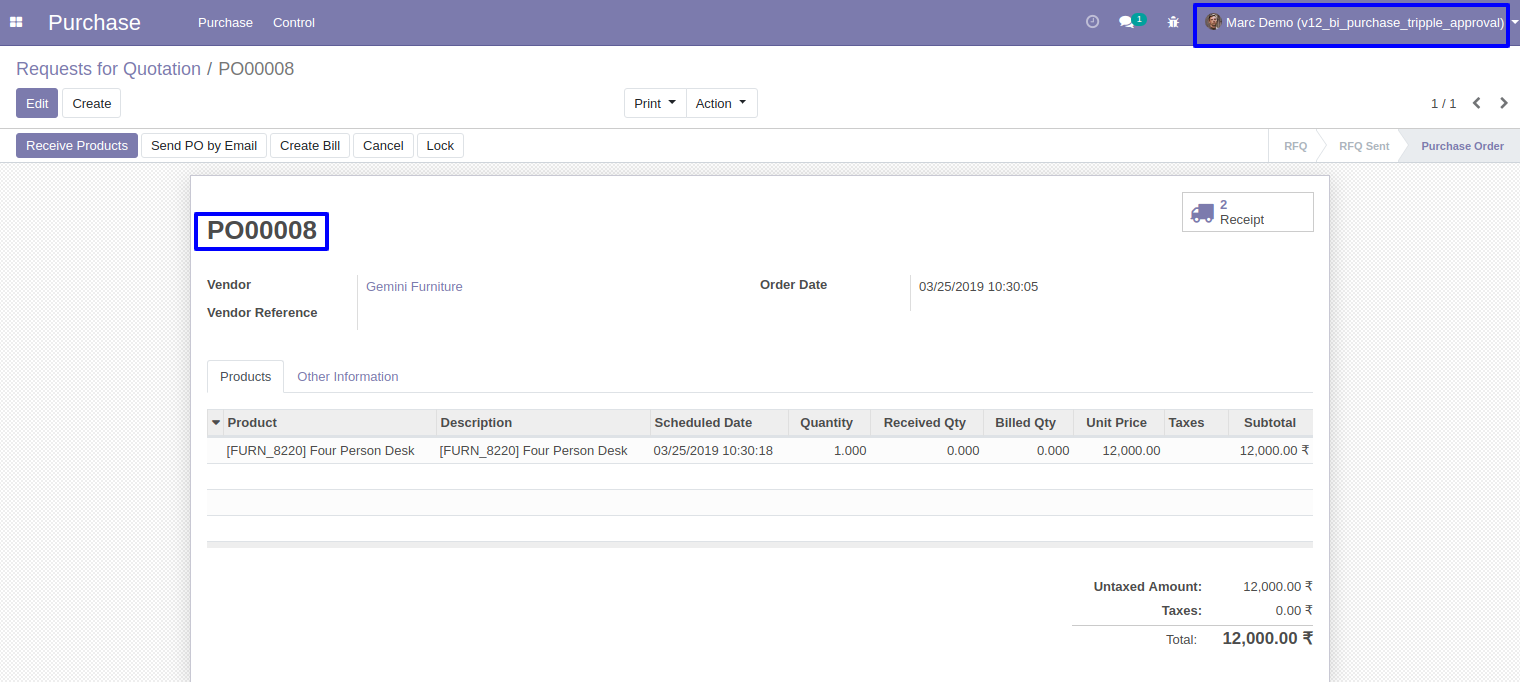 Purchase Purchase Control 1 Marc Demo (v12_bi_purchase_tripple_approval)
Requests for Quotation / PO00008
Edit Create Print Action 1 / 1
Receive Products Send PO by Email Create Bill Cancel Lock RFQ RFQ Sent Purchase Order
2
Receipt
PO00008
Vendor Gemini Furniture Order Date 03/25/2019 10:30:05
Vendor Reference
Products Other Information
Product Description Scheduled Date Quantity Received Qty Billed Qty Unit Price Taxes Subtotal
[FURN_8220] Four Person Desk [FURN_8220] Four Person Desk 03/25/2019 10:30:18 1.000 0.000 0.000 12,000.00 12,000.00 ₹
Untaxed Amount: 12,000.00 ₹
Taxes: 0.00 ₹
Total: 12,000.00 ₹